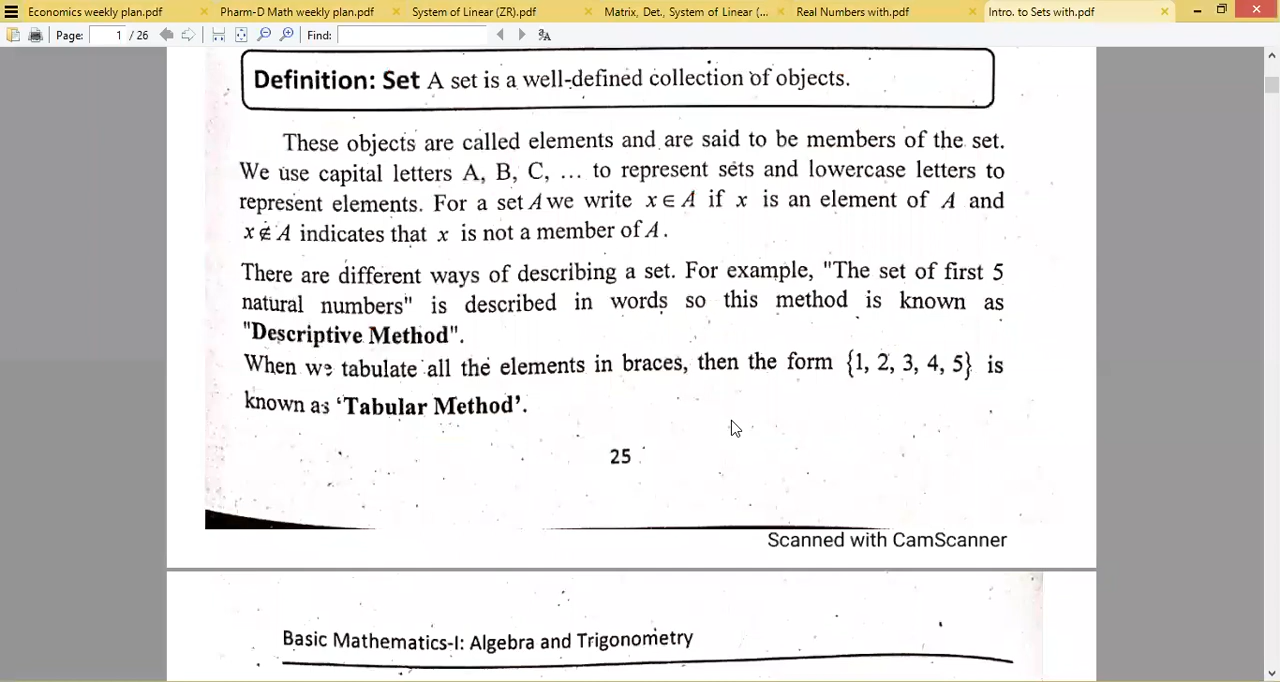 Economics weekly plan.pdf × Pharm-D Math weekly plan.pdf × System of Linear (ZR).pdf × Matrix, Det., System of Linear (... × Real Numbers with.pdf × Intro. to Sets with.pdf ×
Page: 1 / 26 Find:
Definition: Set A set is a well-defined collection of objects.
These objects are called elements and are said to be members of the set.
We use capital letters A, B, C, ... to represent sets and lowercase letters to
represent elements. For a set A we write x ∈ A if x is an element of A and
x ∉ A indicates that x is not a member of A.
There are different ways of describing a set. For example, "The set of first 5
natural numbers" is described in words so this method is known as
"Descriptive Method".
When we tabulate all the elements in braces, then the form {1, 2, 3, 4, 5} is
known as ‘Tabular Method’.
25
Scanned with CamScanner
Basic Mathematics-I: Algebra and Trigonometry